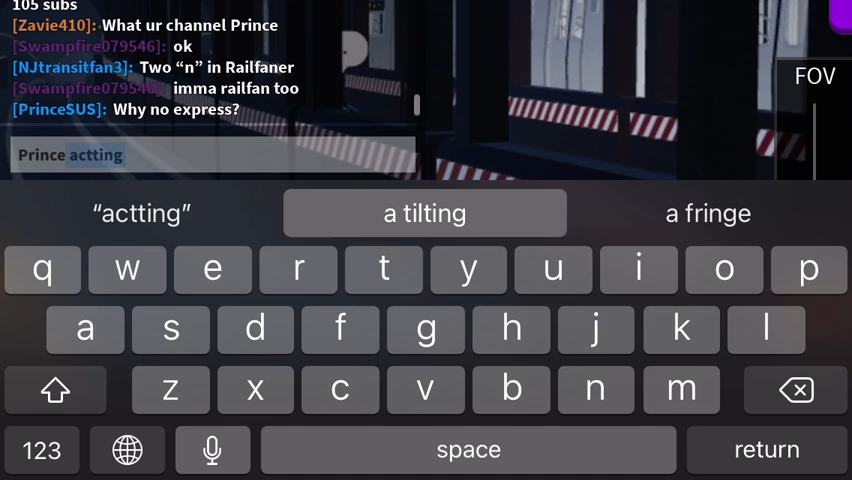 105 subs
[Zavie410]: What ur channel Prince
[Swampfire079546]: ok
[NJtransitfan3]: Two “n” in Railfaner
[Swampfire079546]: imma railfan too
[PrinceSUS]: Why no express?
FOV
Prince actting
“actting” a tilting a fringe
q w e r t y u i o p
a s d f g h j k l
z x c v b n m
123 space return